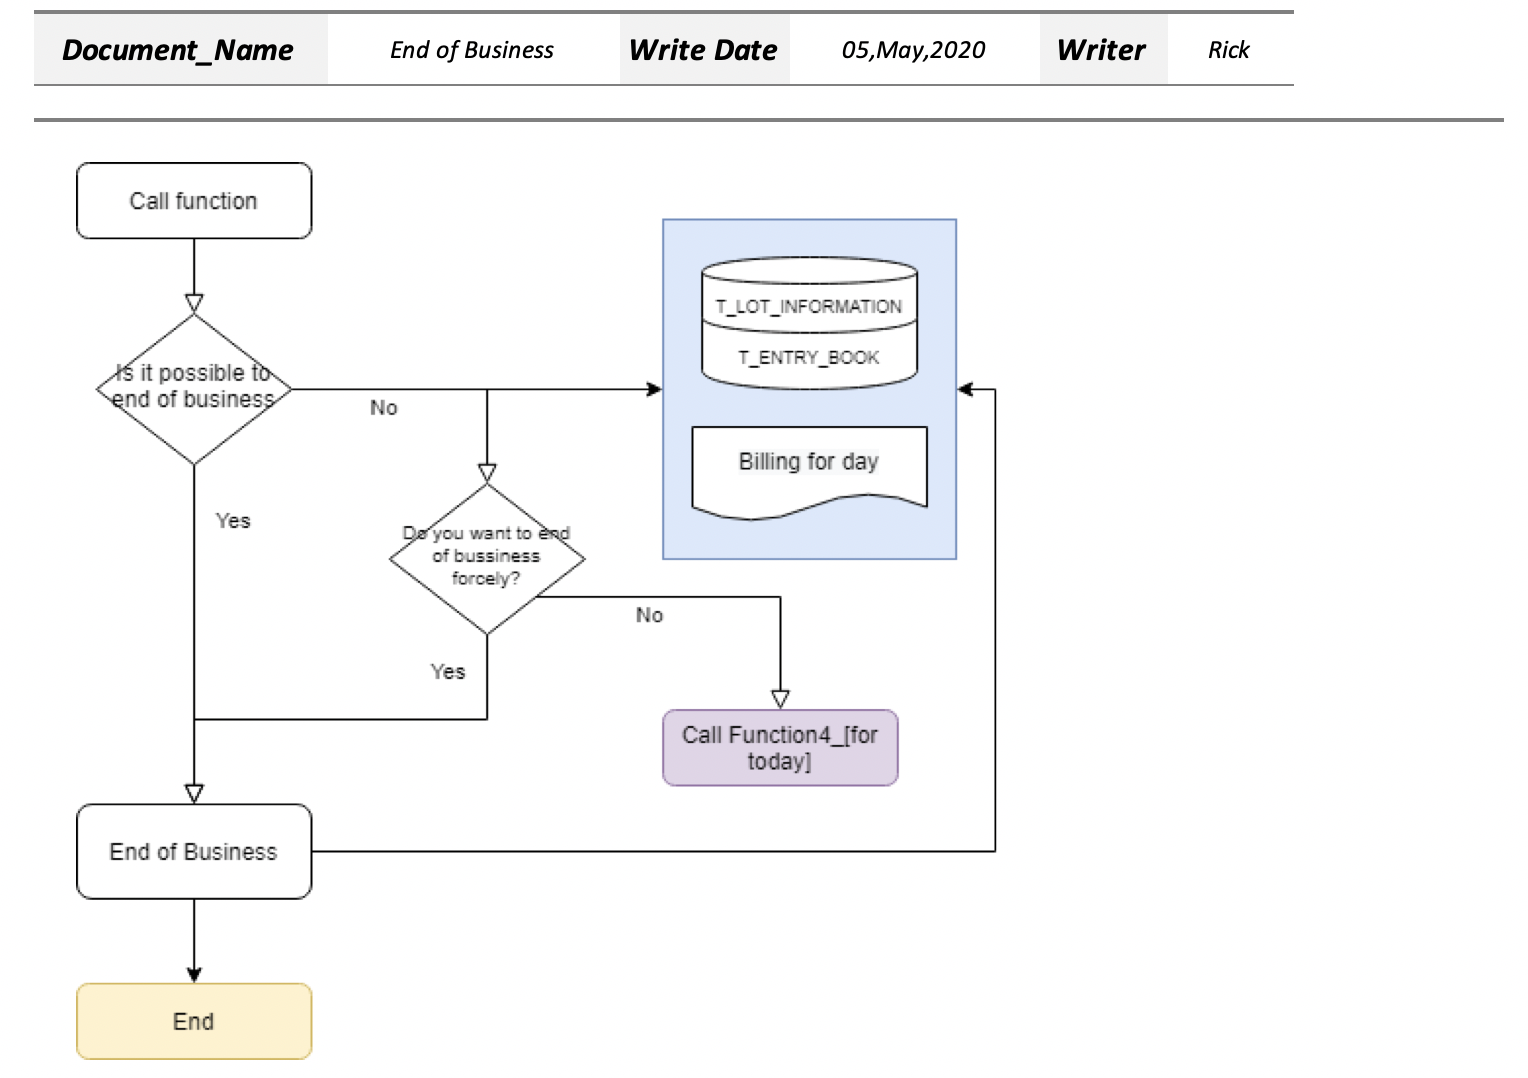 Document_Name End of Business Write Date 05,May,2020 Writer Rick
Call function
T_LOT_INFORMATION
T_ENTRY_BOOK
Is it possible to
end of business
No
Billing for day
Yes
Do you want to end
of bussiness
forcely?
No
Yes
Call Function4_[for
today]
End of Business
End